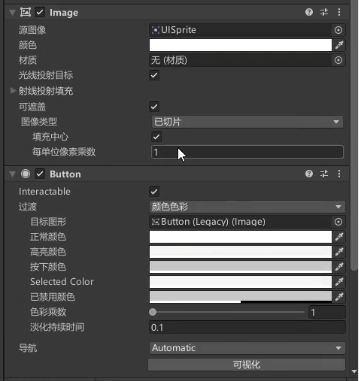 Image
源图像 UISprite
颜色
材质 无 (材质)
光线投射目标
射线投射填充
可遮盖
图像类型 已切片
填充中心
每单位像素乘数 1
Button
Interactable
过渡 颜色色彩
目标图形 Button (Legacy) (Image)
正常颜色
高亮颜色
按下颜色
Selected Color
已禁用颜色
色彩乘数 1
淡化持续时间 0.1
导航 Automatic
可视化